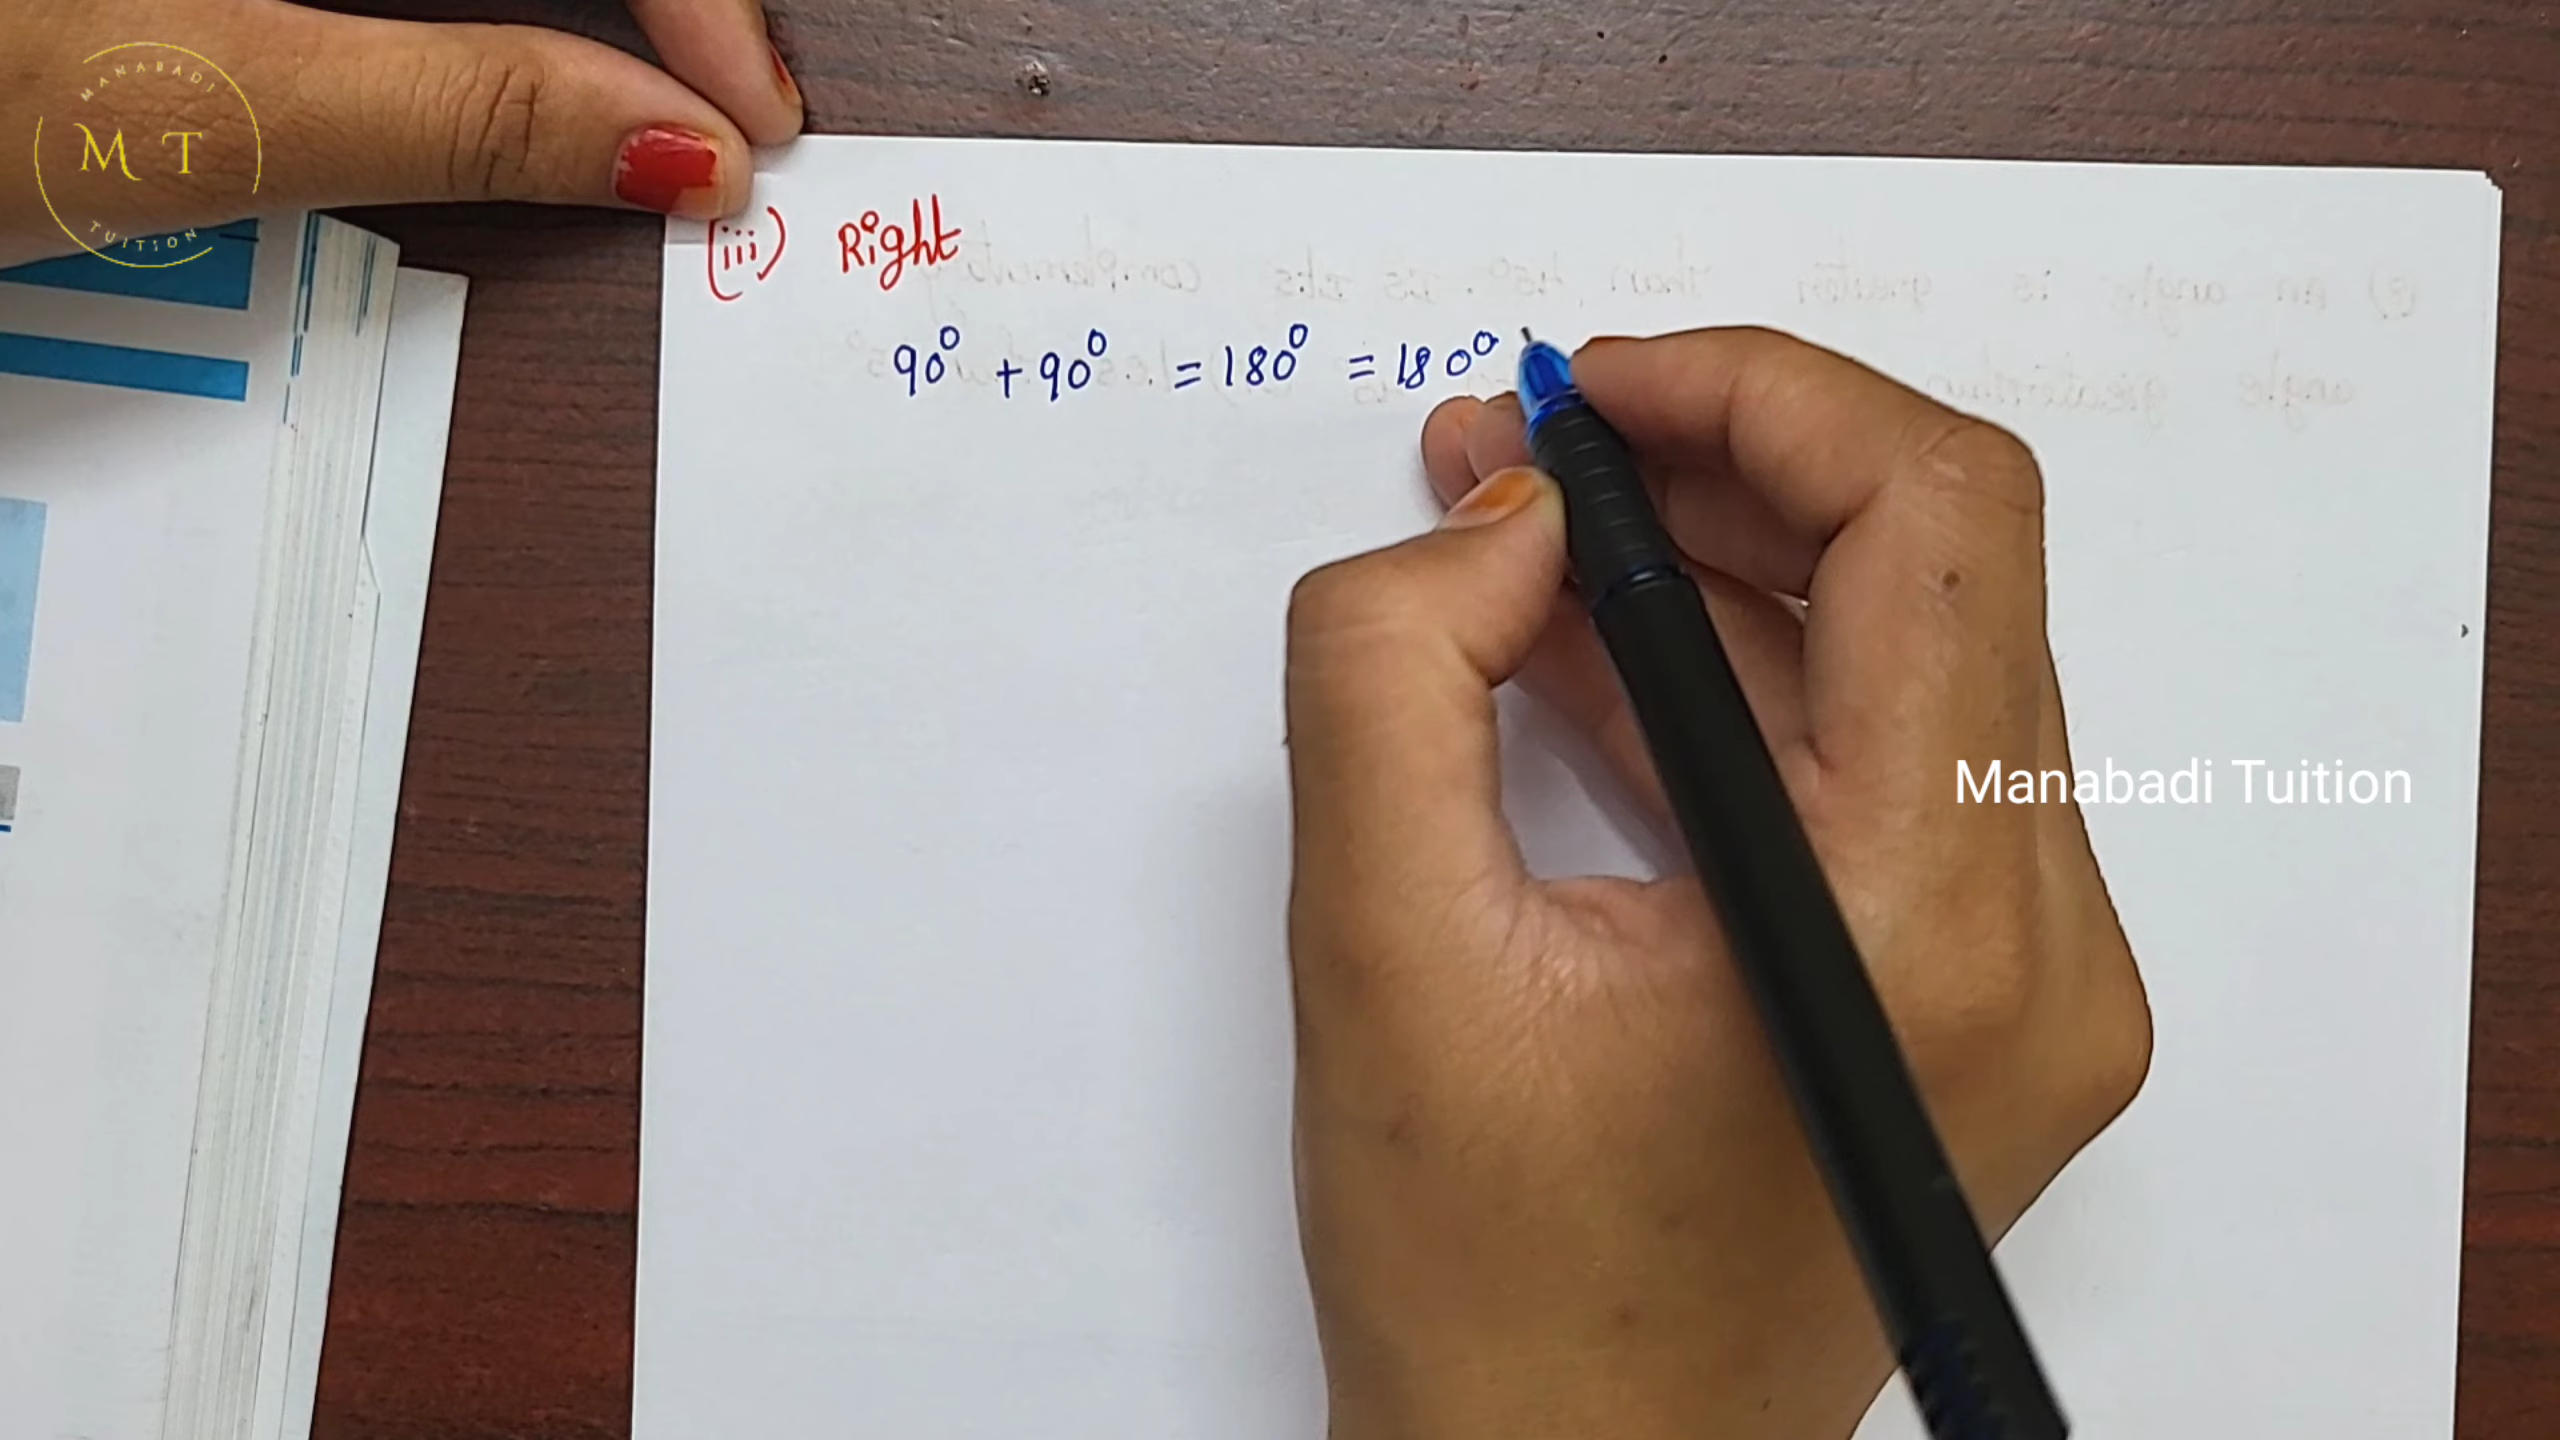 MANABADI
M T
TUITION
(iii) Right
90° + 90° = 180° = 180°
Manabadi Tuition